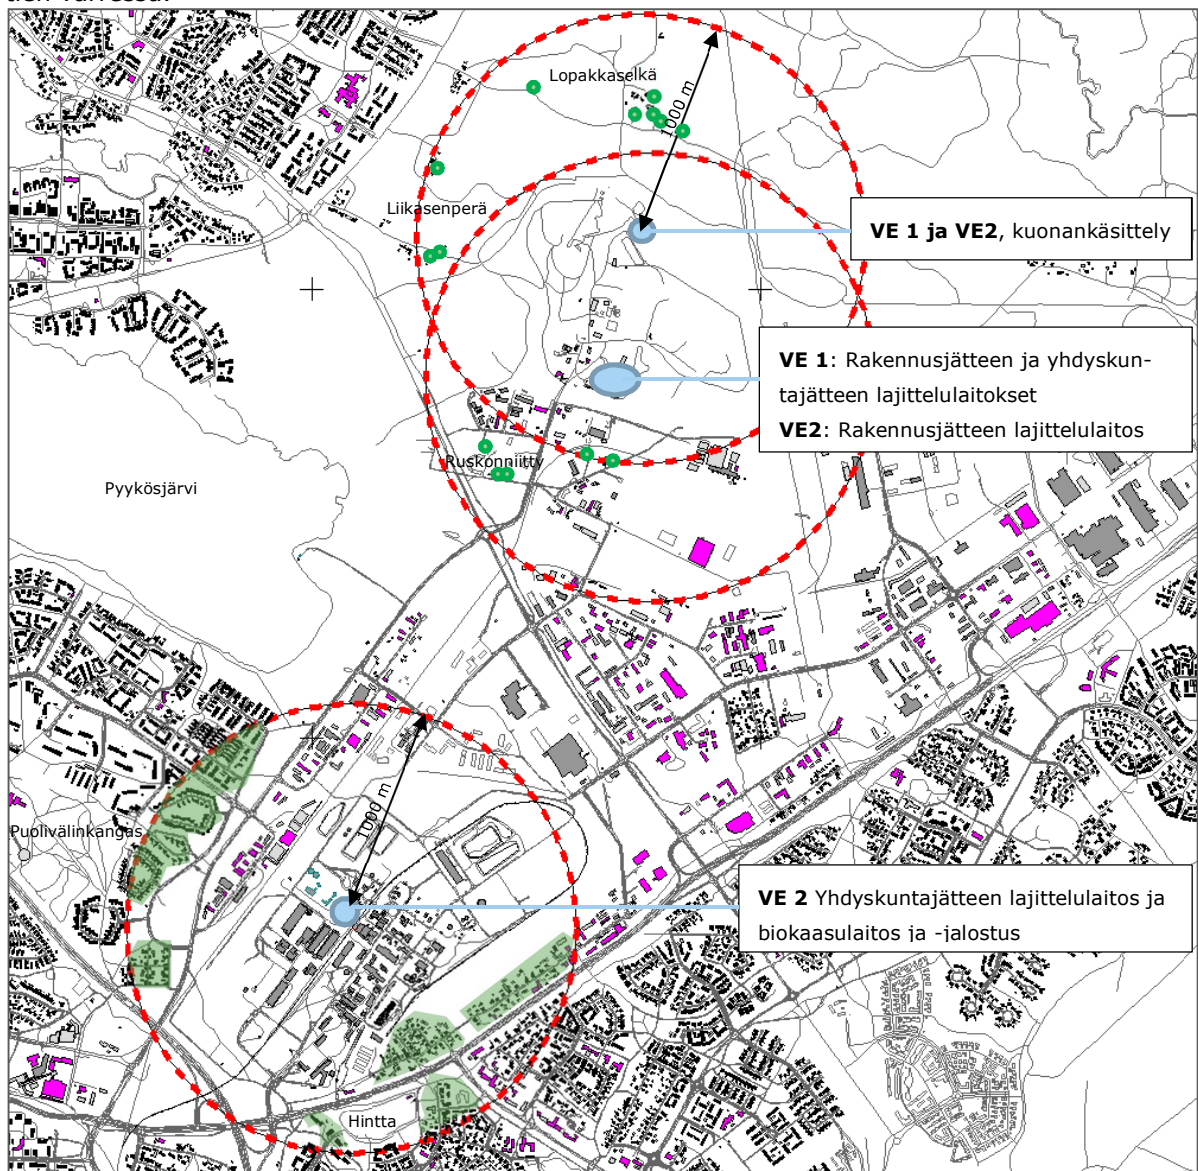 Lopakkaselkä
1000 m
Liikasenperä
VE 1 ja VE2, kuonankäsittely
VE 1: Rakennusjätteen ja yhdyskun-
tajätteen lajittelulaitokset
VE2: Rakennusjätteen lajittelulaitos
Ruskonniitty
Pyykösjärvi
1000 m
Puolivälinkangas
VE 2 Yhdyskuntajätteen lajittelulaitos ja
biokaasulaitos ja -jalostus
Hintta